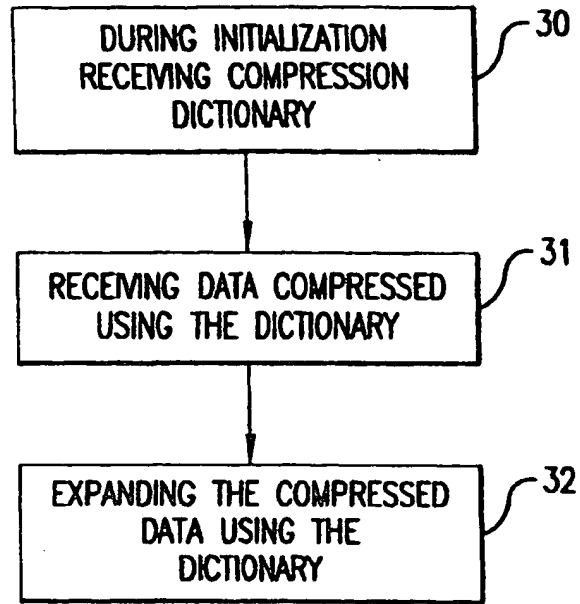 DURING INITIALIZATION
RECEIVING COMPRESSION
DICTIONARY
30
RECEIVING DATA COMPRESSED
USING THE DICTIONARY
31
EXPANDING THE COMPRESSED
DATA USING THE
DICTIONARY
32